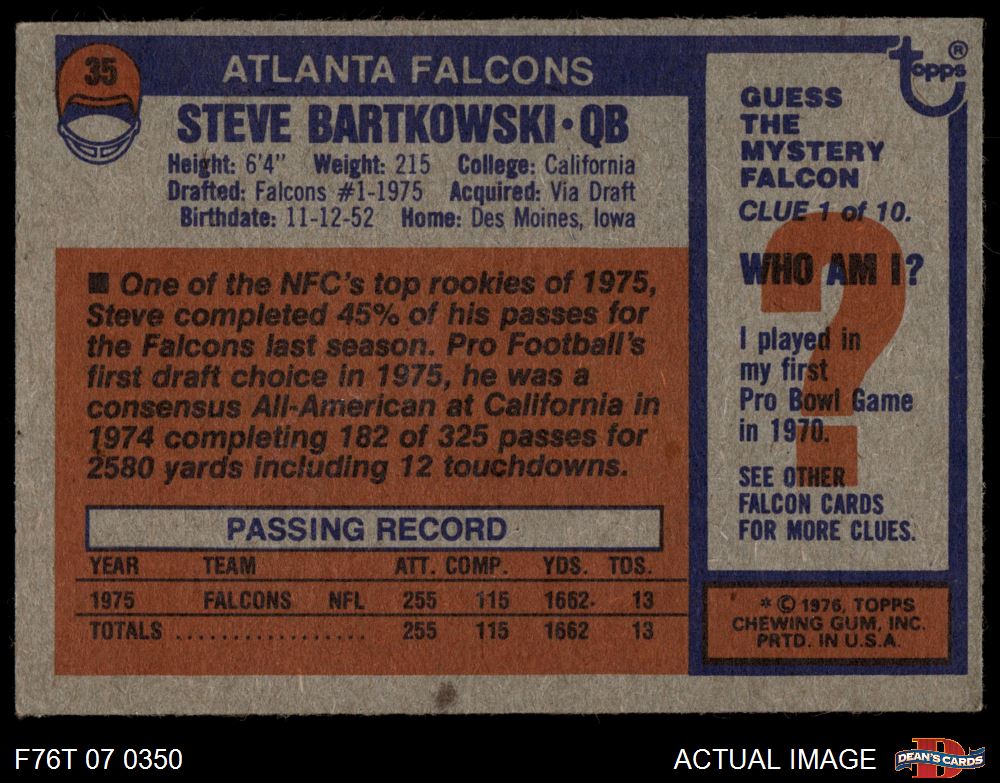 35
ATLANTA FALCONS
STEVE BARTKOWSKI • QB
Height: 6'4" Weight: 215 College: California
Drafted: Falcons #1-1975 Acquired: Via Draft
Birthdate: 11-12-52 Home: Des Moines, Iowa
■ One of the NFC's top rookies of 1975,
Steve completed 45% of his passes for
the Falcons last season. Pro Football's
first draft choice in 1975, he was a
consensus All-American at California in
1974 completing 182 of 325 passes for
2580 yards including 12 touchdowns.
PASSING RECORD
YEAR TEAM ATT. COMP. YDS. TDS.
1975 FALCONS NFL 255 115 1662 13
TOTALS .................. 255 115 1662 13
topps®
GUESS
THE
MYSTERY
FALCON
CLUE 1 of 10.
?
WHO AM I?
I played in
my first
Pro Bowl Game
in 1970.
SEE OTHER
FALCON CARDS
FOR MORE CLUES.
* © 1976, TOPPS
CHEWING GUM, INC.
PRTD. IN U.S.A.
F76T 07 0350
ACTUAL IMAGE
D
DEAN'S CARDS